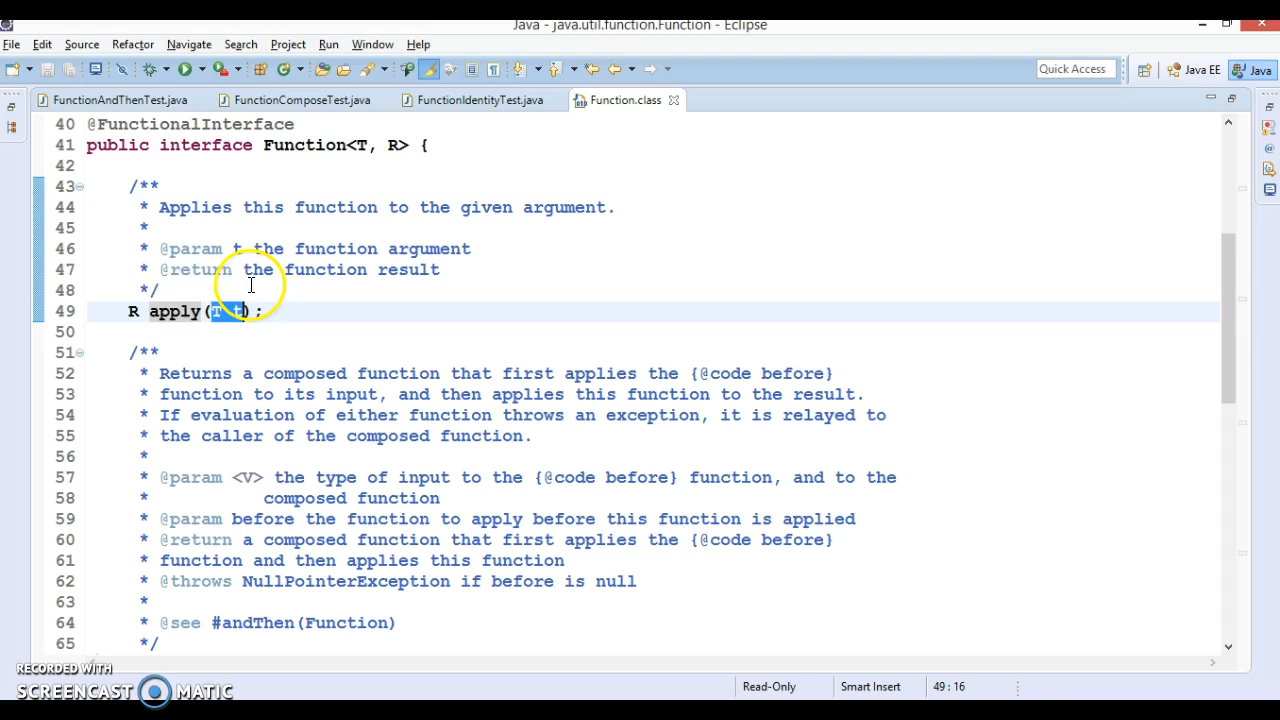 Java - java.util.function.Function - Eclipse
File Edit Source Refactor Navigate Search Project Run Window Help
Quick Access Java EE Java
FunctionAndThenTest.java FunctionComposeTest.java FunctionIdentityTest.java Function.class
40 @FunctionalInterface
41 public interface Function<T, R> {
42
43 /**
44 * Applies this function to the given argument.
45 *
46 * @param t the function argument
47 * @return the function result
48 */
49 R apply(T t);
50
51 /**
52 * Returns a composed function that first applies the {@code before}
53 * function to its input, and then applies this function to the result.
54 * If evaluation of either function throws an exception, it is relayed to
55 * the caller of the composed function.
56 *
57 * @param <V> the type of input to the {@code before} function, and to the
58 * composed function
59 * @param before the function to apply before this function is applied
60 * @return a composed function that first applies the {@code before}
61 * function and then applies this function
62 * @throws NullPointerException if before is null
63 *
64 * @see #andThen(Function)
65 */
RECORDED WITH
SCREENCAST MATIC
Read-Only Smart Insert 49 : 16